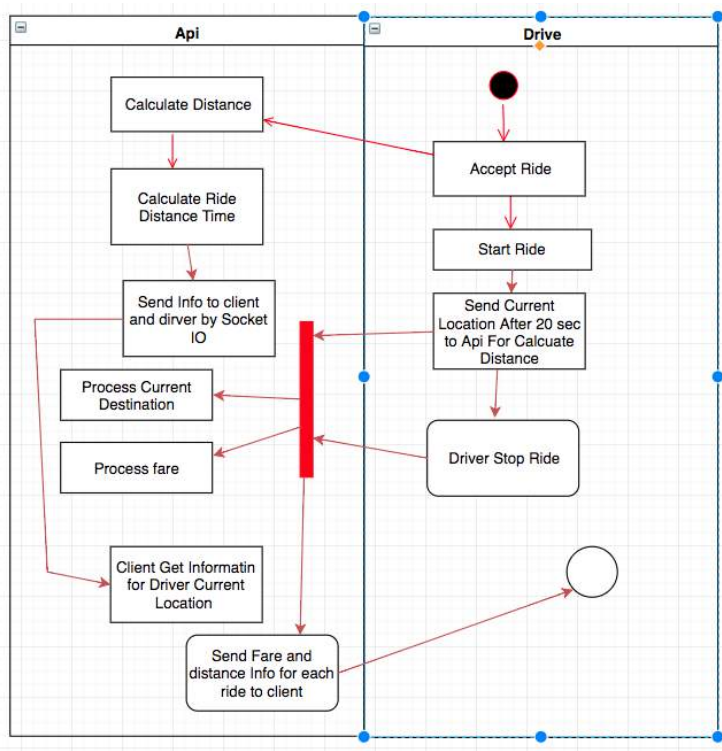 Api
Drive
Calculate Distance
Accept Ride
Calculate Ride
Distance Time
Start Ride
Send Info to client
and dirver by Socket
IO
Send Current
Location After 20 sec
to Api For Calcuate
Distance
Process Current
Destination
Process fare
Driver Stop Ride
Client Get Informatin
for Driver Current
Location
Send Fare and
distance Info for each
ride to client